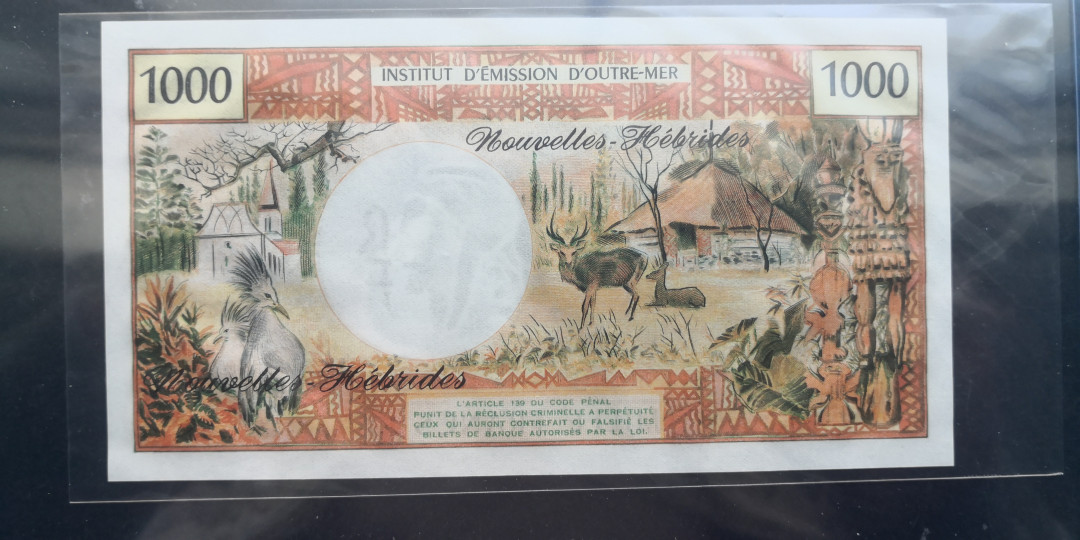 1000
INSTITUT D'ÉMISSION D'OUTRE-MER
1000
Nouvelles-Hébrides
Nouvelles-Hébrides
L'ARTICLE 139 DU CODE PÉNAL
PUNIT DE LA RÉCLUSION CRIMINELLE A PERPÉTUITÉ
CEUX QUI AURONT CONTREFAIT OU FALSIFIÉ LES
BILLETS DE BANQUE AUTORISÉS PAR LA LOI.